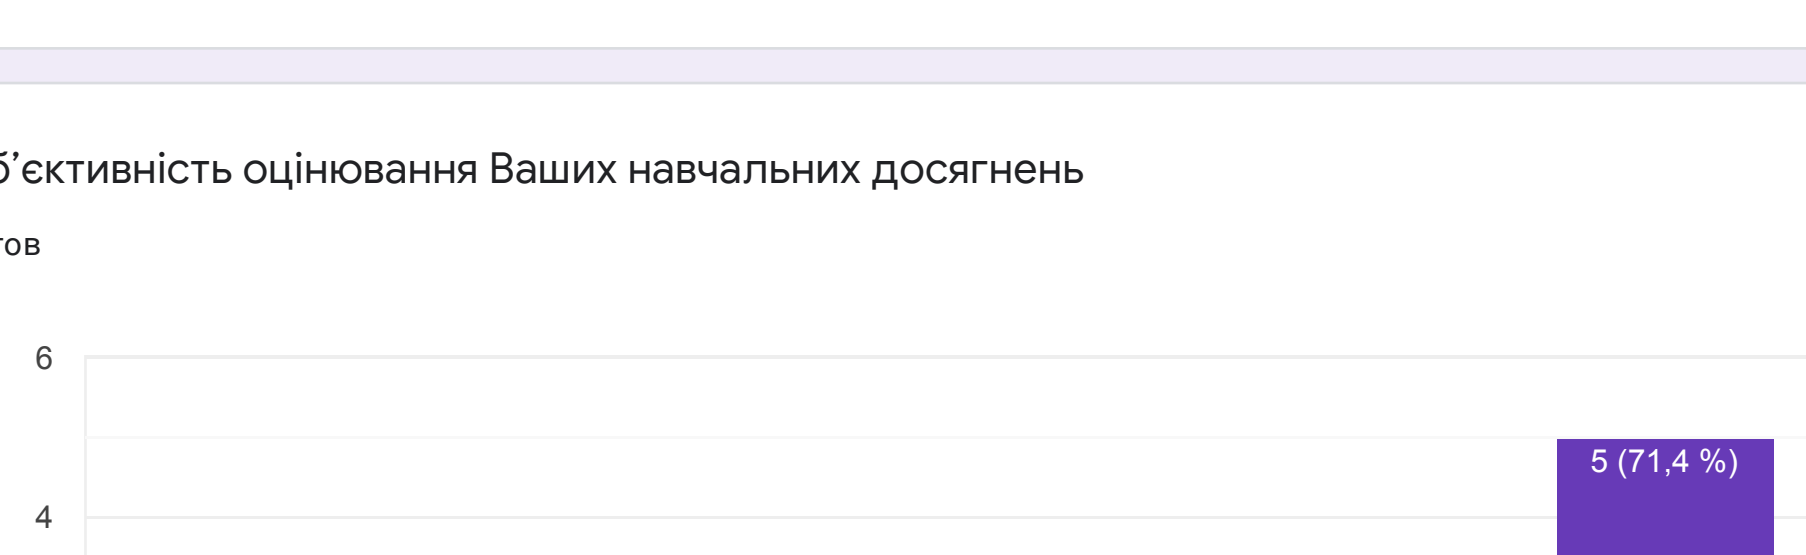 б’єктивність оцінювання Ваших навчальних досягнень
тов
6
5 (71,4 %)
4